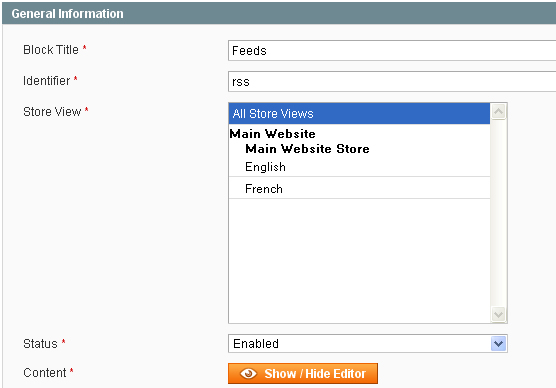 General Information
Block Title * Feeds
Identifier * rss
Store View * All Store Views
Main Website
Main Website Store
English
French
Status * Enabled
Content * Show / Hide Editor